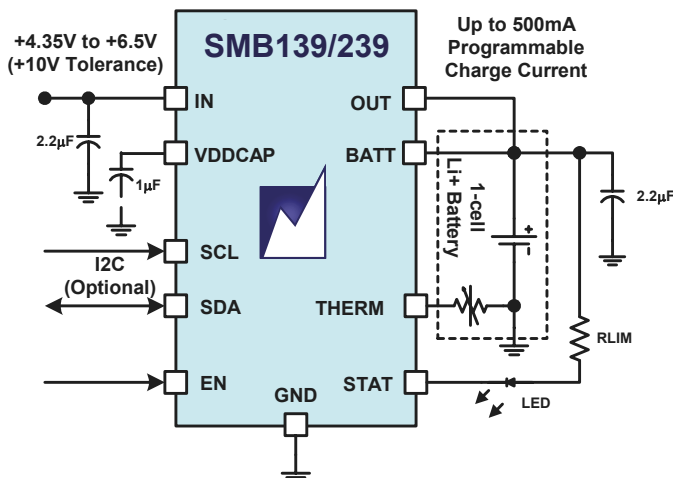 +4.35V to +6.5V
(+10V Tolerance)
SMB139/239
Up to 500mA
Programmable
Charge Current
IN
OUT
2.2µF
VDDCAP
BATT
1µF
1-cell
Li+ Battery
+
-
2.2µF
SCL
I2C
(Optional)
SDA
THERM
RLIM
EN
STAT
GND
LED